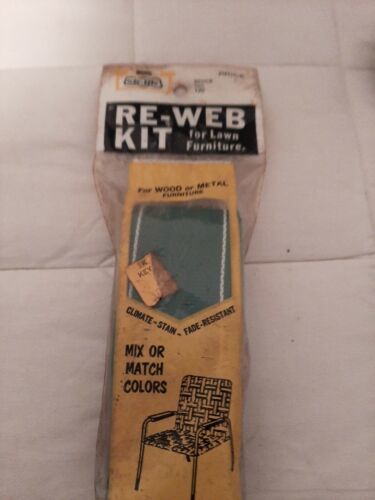 RE-WEB
KIT for Lawn
Furniture.
For WOOD or METAL
FURNITURE
KEY
CLIMATE - STAIN - FADE-RESISTANT
MIX OR
MATCH
COLORS